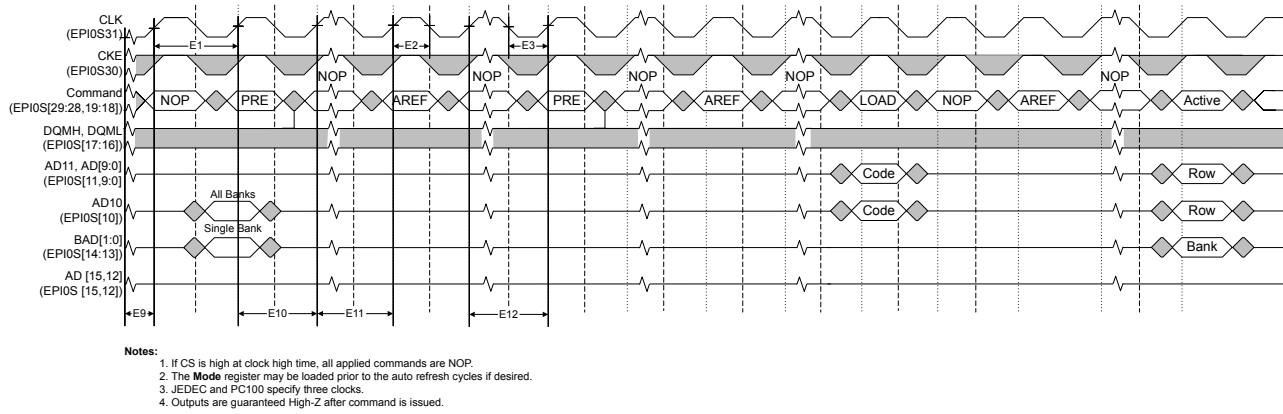 CLK
(EPI0S31)
E1
E2
E3
CKE
(EPI0S30)
NOP
NOP
NOP
NOP
NOP
Command
(EPI0S[29:28,19:18])
NOP
PRE
AREF
PRE
AREF
LOAD
NOP
AREF
Active
DQMH, DQML
(EPI0S[17:16])
AD11, AD[9:0]
(EPI0S[11,9:0])
Code
Row
All Banks
AD10
(EPI0S[10])
Code
Row
Single Bank
BAD[1:0]
(EPI0S[14:13])
Bank
AD [15,12]
(EPI0S [15,12])
E9
E10
E11
E12
Notes:
1. If CS is high at clock high time, all applied commands are NOP.
2. The Mode register may be loaded prior to the auto refresh cycles if desired.
3. JEDEC and PC100 specify three clocks.
4. Outputs are guaranteed High-Z after command is issued.